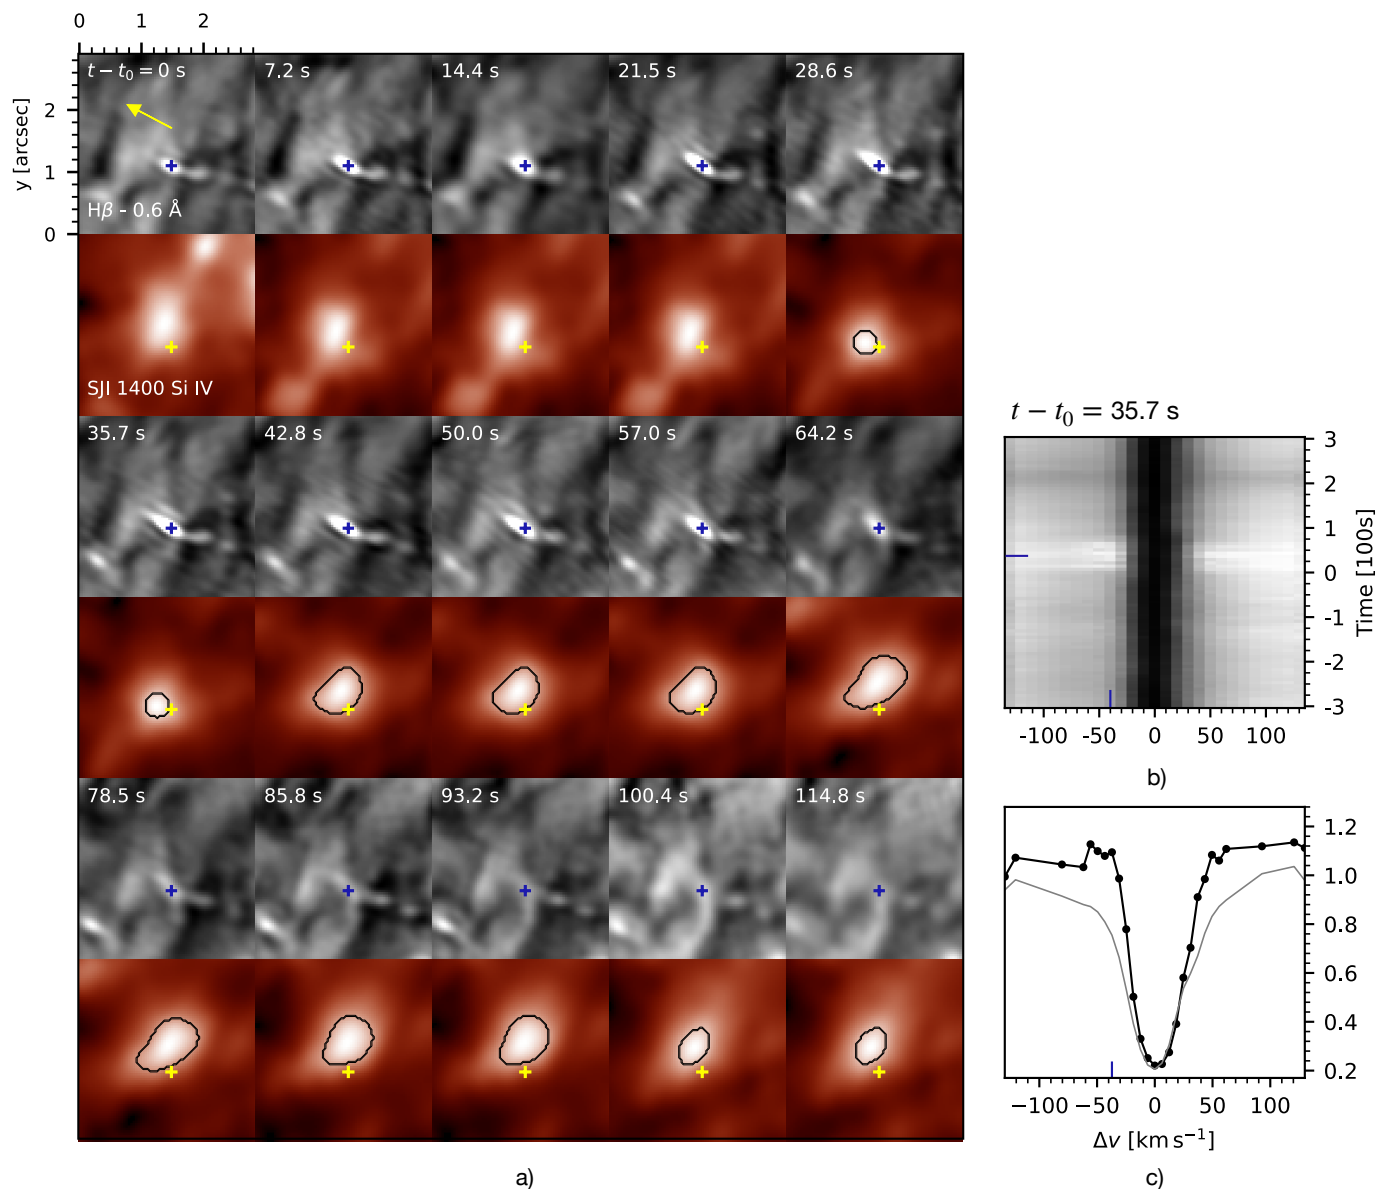 0 1 2
t − t₀ = 0 s 7.2 s 14.4 s 21.5 s 28.6 s
2
1
0
y [arcsec]
Hβ - 0.6 Å
SJI 1400 Si IV
35.7 s 42.8 s 50.0 s 57.0 s 64.2 s
78.5 s 85.8 s 93.2 s 100.4 s 114.8 s
a)
t − t₀ = 35.7 s
3
2
1
0
-1
-2
-3
Time [100s]
-100 -50 0 50 100
b)
1.2
1.0
0.8
0.6
0.4
0.2
−100 −50 0 50 100
Δv [km s⁻¹]
c)